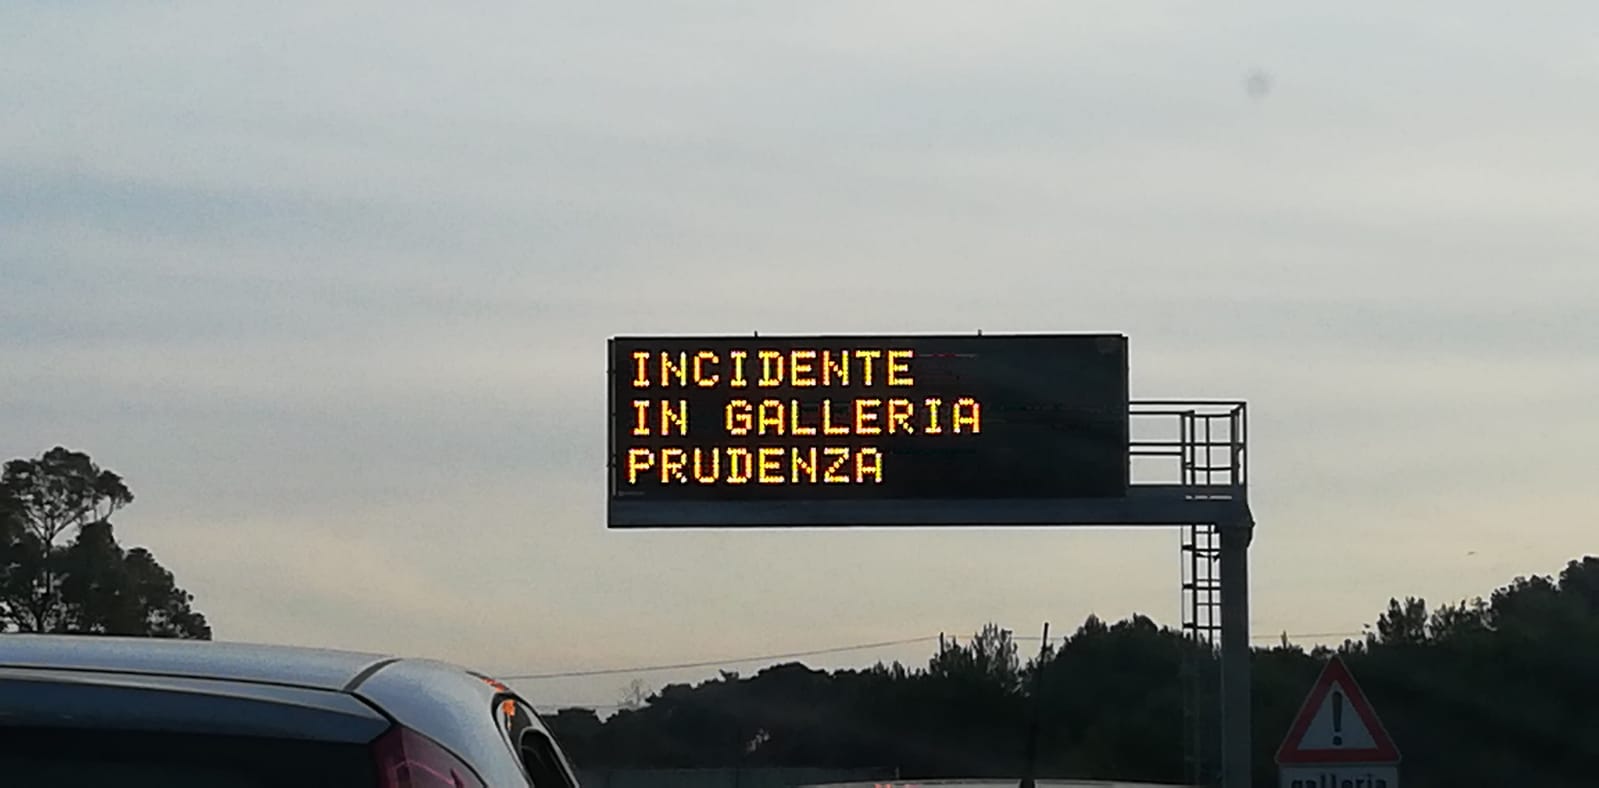 INCIDENTE
IN GALLERIA
PRUDENZA
galleria